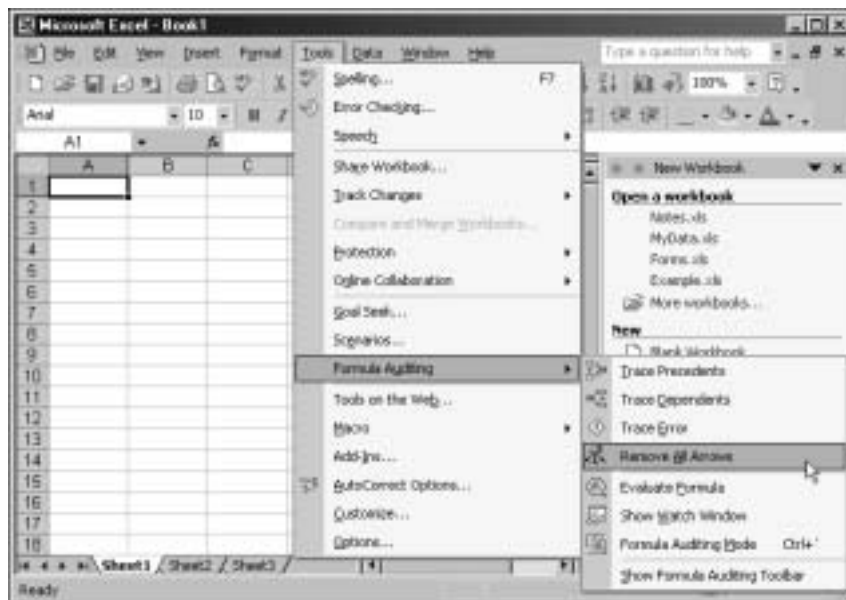 Microsoft Excel - Book1
File Edit View Insert Format Tools Data Window Help Type a question for help
100%
Arial 10 B I
A1 fx
A B C
New Workbook
Open a workbook
Notes.xls
MyData.xls
Forms.xls
Example.xls
More workbooks...
New
Blank Workbook
1
2
3
4
5
6
7
8
9
10
11
12
13
14
15
16
17
18
Spelling... F7
Error Checking...
Speech
Share Workbook...
Track Changes
Compare and Merge Workbooks...
Protection
Online Collaboration
Goal Seek...
Scenarios...
Formula Auditing
Tools on the Web...
Macro
Add-Ins...
AutoCorrect Options...
Customize...
Options...
Trace Precedents
Trace Dependents
Trace Error
Remove All Arrows
Evaluate Formula
Show Watch Window
Formula Auditing Mode Ctrl+`
Show Formula Auditing Toolbar
Sheet1 Sheet2 Sheet3
Ready